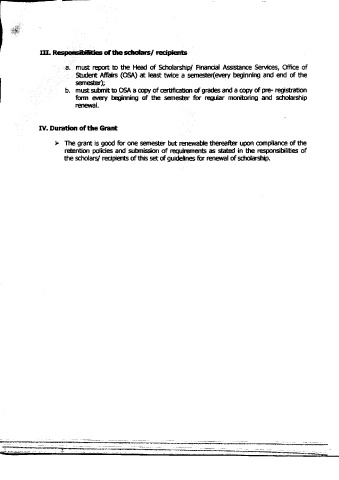 III. Responsibilities of the scholars/ recipients
a. must report to the Head of Scholarship/ Financial Assistance Services, Office of
Student Affairs (OSA) at least twice a semester(every beginning and end of the
semester);
b. must submit to OSA a copy of certification of grades and a copy of pre- registration
form every beginning of the semester for regular monitoring and scholarship
renewal.
IV. Duration of the Grant
➢ The grant is good for one semester but renewable thereafter upon compliance of the
retention policies and submission of requirements as stated in the responsibilities of
the scholars/ recipients of this set of guidelines for renewal of scholarship.